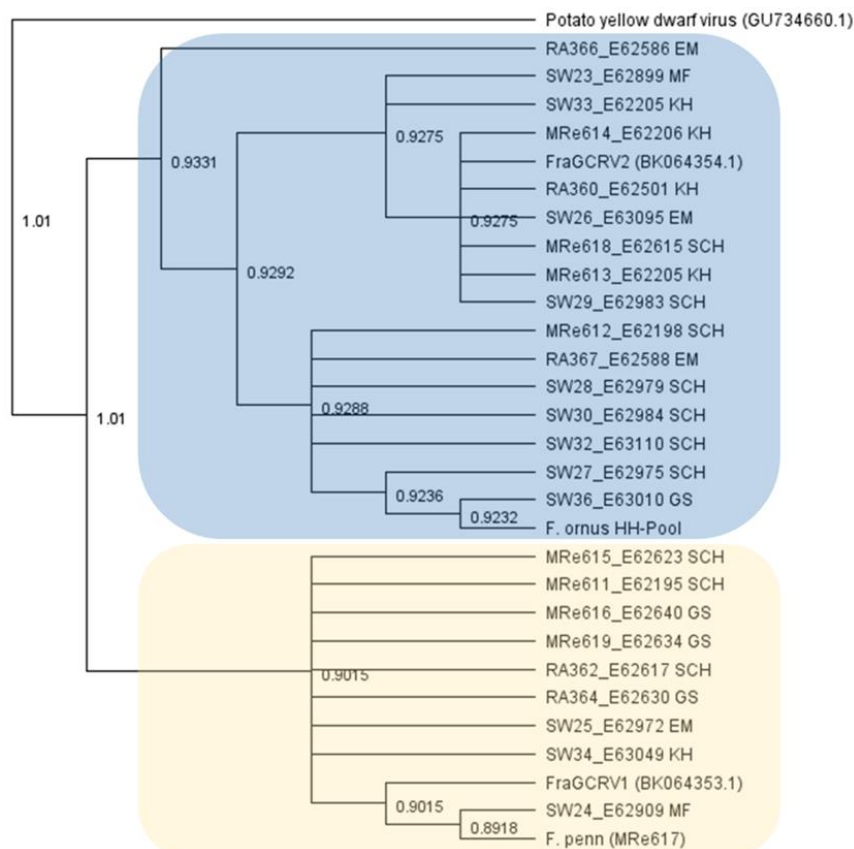 Potato yellow dwarf virus (GU734660.1)
RA366_E62586 EM
SW23_E62899 MF
SW33_E62205 KH
MRe614_E62206 KH
0.9275
FraGCRV2 (BK064354.1)
0.9331
RA360_E62501 KH
SW26_E63095 EM
0.9275
1.01
MRe618_E62615 SCH
0.9292
MRe613_E62205 KH
SW29_E62983 SCH
MRe612_E62198 SCH
RA367_E62588 EM
SW28_E62979 SCH
0.9288
SW30_E62984 SCH
1.01
SW32_E63110 SCH
SW27_E62975 SCH
0.9236
SW36_E63010 GS
0.9232
F. ornus HH-Pool
MRe615_E62623 SCH
MRe611_E62195 SCH
MRe616_E62640 GS
MRe619_E62634 GS
RA362_E62617 SCH
0.9015
RA364_E62630 GS
SW25_E62972 EM
SW34_E63049 KH
FraGCRV1 (BK064353.1)
0.9015
SW24_E62909 MF
0.8918
F. penn (MRe617)